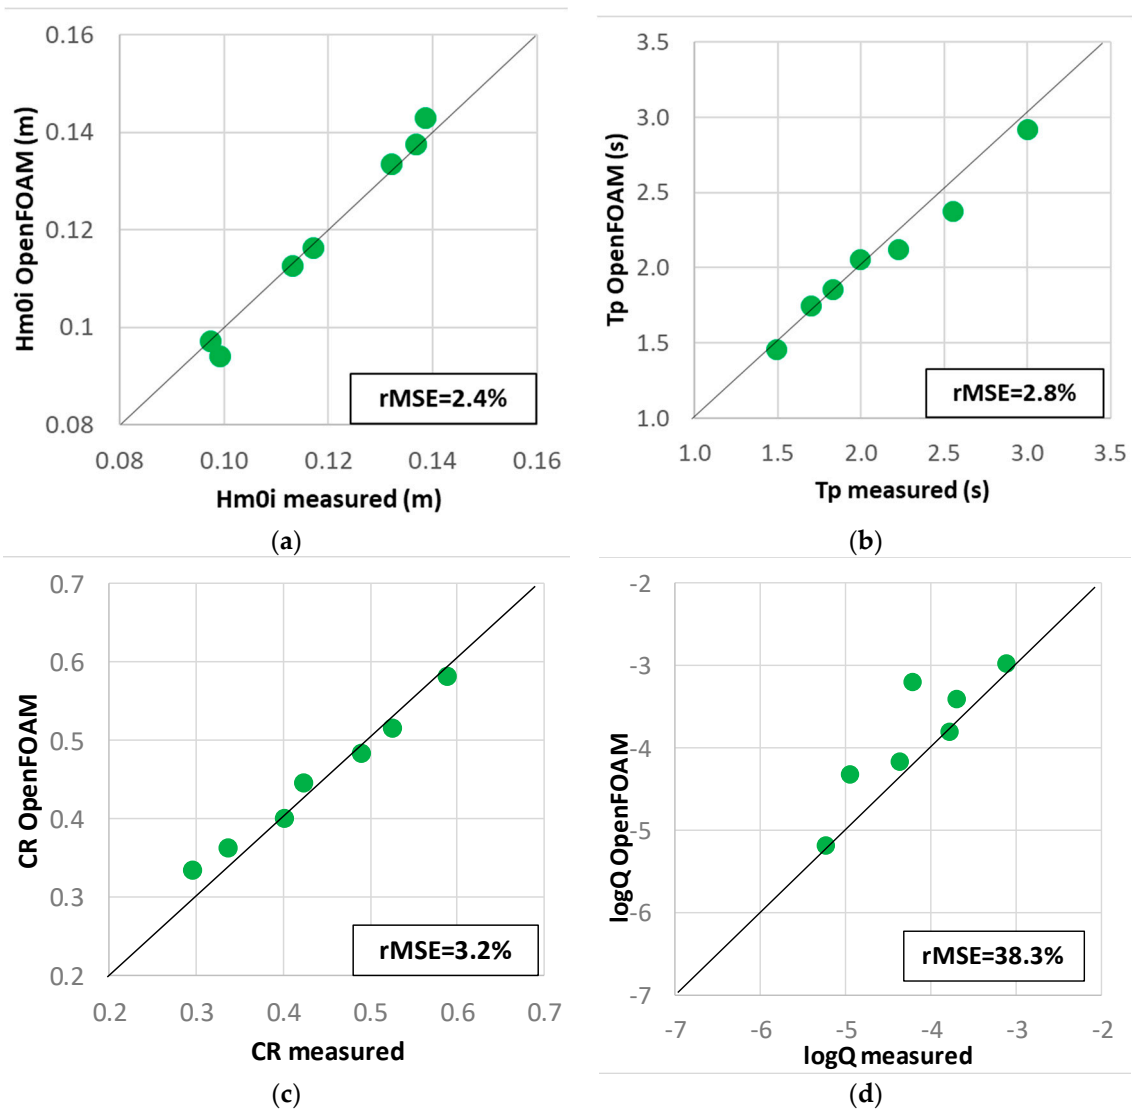 0.16
0.14
0.12
0.1
0.08
Hm0i OpenFOAM (m)
rMSE=2.4%
0.08 0.10 0.12 0.14 0.16
Hm0i measured (m)
(a)
3.5
3.0
2.5
2.0
1.5
1.0
Tp OpenFOAM (s)
rMSE=2.8%
1.0 1.5 2.0 2.5 3.0 3.5
Tp measured (s)
(b)
0.7
0.6
0.5
0.4
0.3
0.2
CR OpenFOAM
rMSE=3.2%
0.2 0.3 0.4 0.5 0.6 0.7
CR measured
(c)
-2
-3
-4
-5
-6
-7
logQ OpenFOAM
rMSE=38.3%
-7 -6 -5 -4 -3 -2
logQ measured
(d)